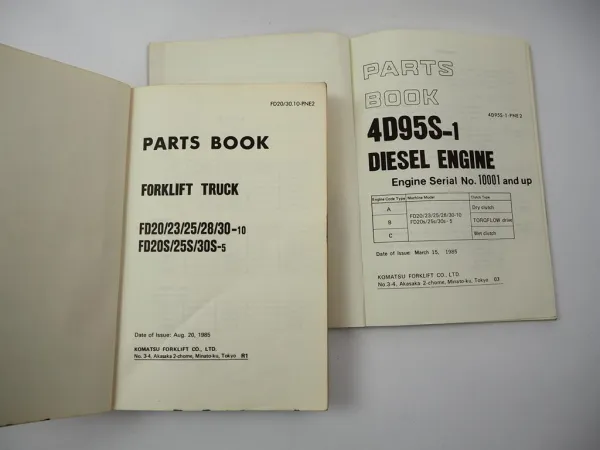 FD20/30.10-PNE2
PARTS BOOK
FORKLIFT TRUCK
FD20/23/25/28/30-10
FD20S/25S/30S-5
Date of Issue: Aug. 20, 1985
KOMATSU FORKLIFT CO., LTD.
No. 3-4, Akasaka 2-chome, Minato-ku, Tokyo
PARTS
BOOK
4D95S-1-PNE2
4D95S-1
DIESEL ENGINE
Engine Serial No. 10001 and up
Engine Code Type Machine Model Clutch Type
A Dry clutch
B FD20/23/25/28/30-10 TORQFLOW drive
FD20s/25s/30s-5
C Wet clutch
Date of Issue: March 15, 1985
KOMATSU FORKLIFT CO., LTD.
No.3-4, Akasaka 2-chome, Minato-ku, Tokyo 03